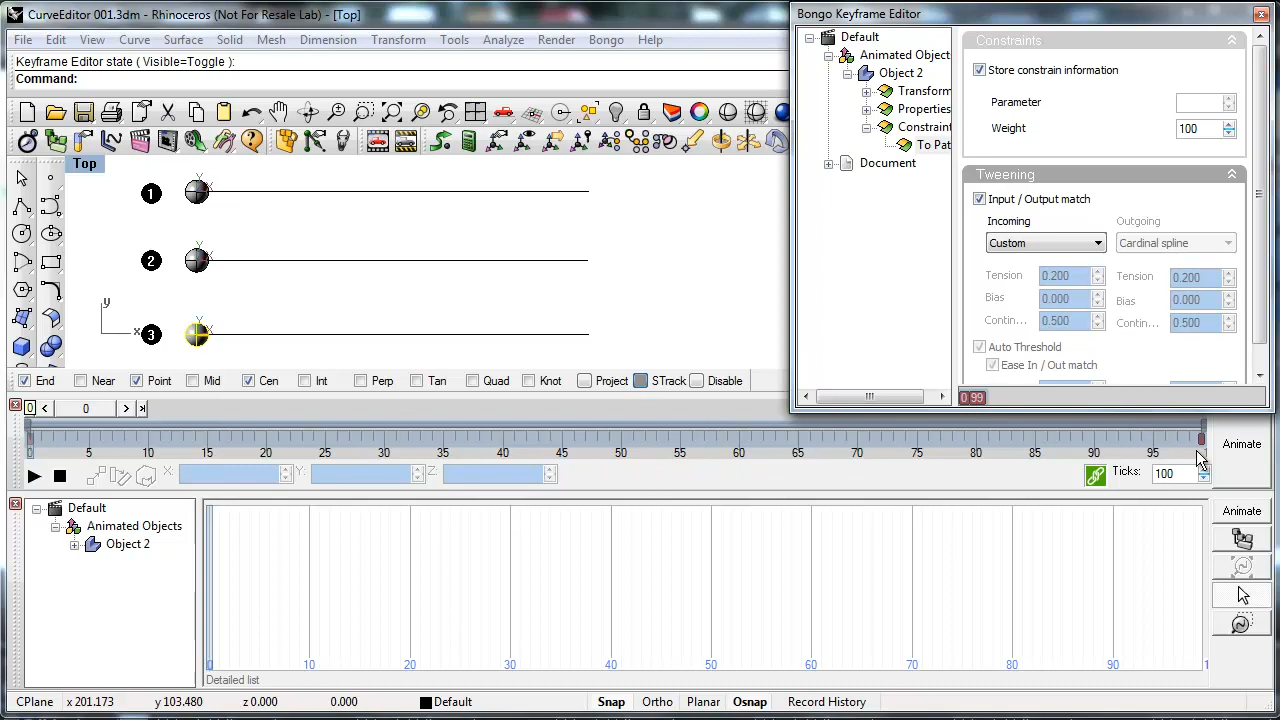 CurveEditor 001.3dm - Rhinoceros (Not For Resale Lab) - [Top]
File Edit View Curve Surface Solid Mesh Dimension Transform Tools Analyze Render Bongo Help
Keyframe Editor state ( Visible=Toggle ):
Command:
Top
1
2
3
y
x
Y
X
Y
X
Y
X
End Near Point Mid Cen Int Perp Tan Quad Knot Project STrack Disable
Bongo Keyframe Editor
Default
Animated Object
Object 2
Transform
Properties
Constraint
To Pat
Document
Constraints
Store constrain information
Parameter
Weight 100
Tweening
Input / Output match
Incoming Outgoing
Custom Cardinal spline
Tension 0.200 Tension 0.200
Bias 0.000 Bias 0.000
Contin... 0.500 Contin... 0.500
Auto Threshold
Ease In / Out match
0 99
0 0
0 5 10 15 20 25 30 35 40 45 50 55 60 65 70 75 80 85 90 95
Animate
X: Y: Z: Ticks: 100
Default
Animated Objects
Object 2
Animate
0 10 20 30 40 50 60 70 80 90 1
Detailed list
CPlane x 201.173 y 103.480 z 0.000 0.000 Default Snap Ortho Planar Osnap Record History